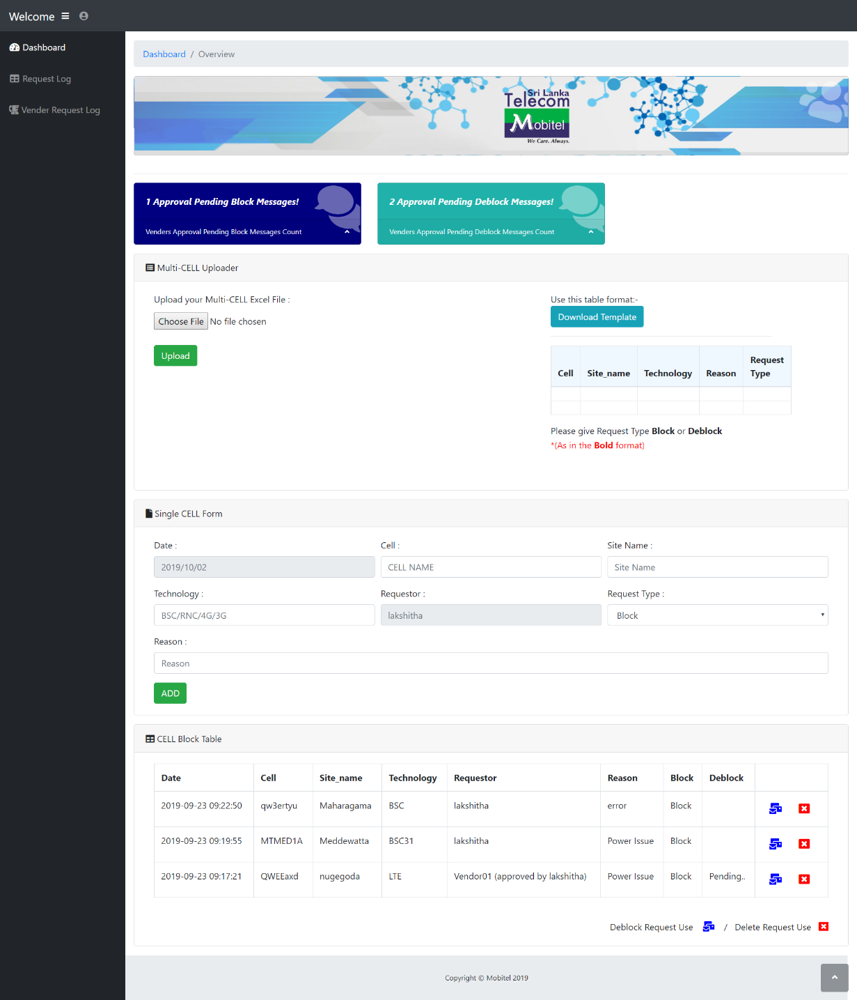 Welcome
Dashboard
Request Log
Vender Request Log
Dashboard / Overview
Sri Lanka
Telecom
Mobitel
We Care. Always.
1 Approval Pending Block Messages!
Venders Approval Pending Block Messages Count
2 Approval Pending Deblock Messages!
Venders Approval Pending Deblock Messages Count
Multi-CELL Uploader
Upload your Multi-CELL Excel File :
Choose File No file chosen
Upload
Use this table format:-
Download Template
Cell Site_name Technology Reason Request Type
Please give Request Type Block or Deblock
*(As in the Bold format)
Single CELL Form
Date : Cell : Site Name :
2019/10/02 CELL NAME Site Name
Technology : Requestor : Request Type :
BSC/RNC/4G/3G lakshitha Block
Reason :
Reason
ADD
CELL Block Table
Date Cell Site_name Technology Requestor Reason Block Deblock
2019-09-23 09:22:50 qw3ertyu Maharagama BSC lakshitha error Block
2019-09-23 09:19:55 MTMED1A Meddewatta BSC31 lakshitha Power Issue Block
2019-09-23 09:17:21 QWEEaxd nugegoda LTE Vendor01 (approved by lakshitha) Power Issue Block Pending..
Deblock Request Use / Delete Request Use
Copyright © Mobitel 2019